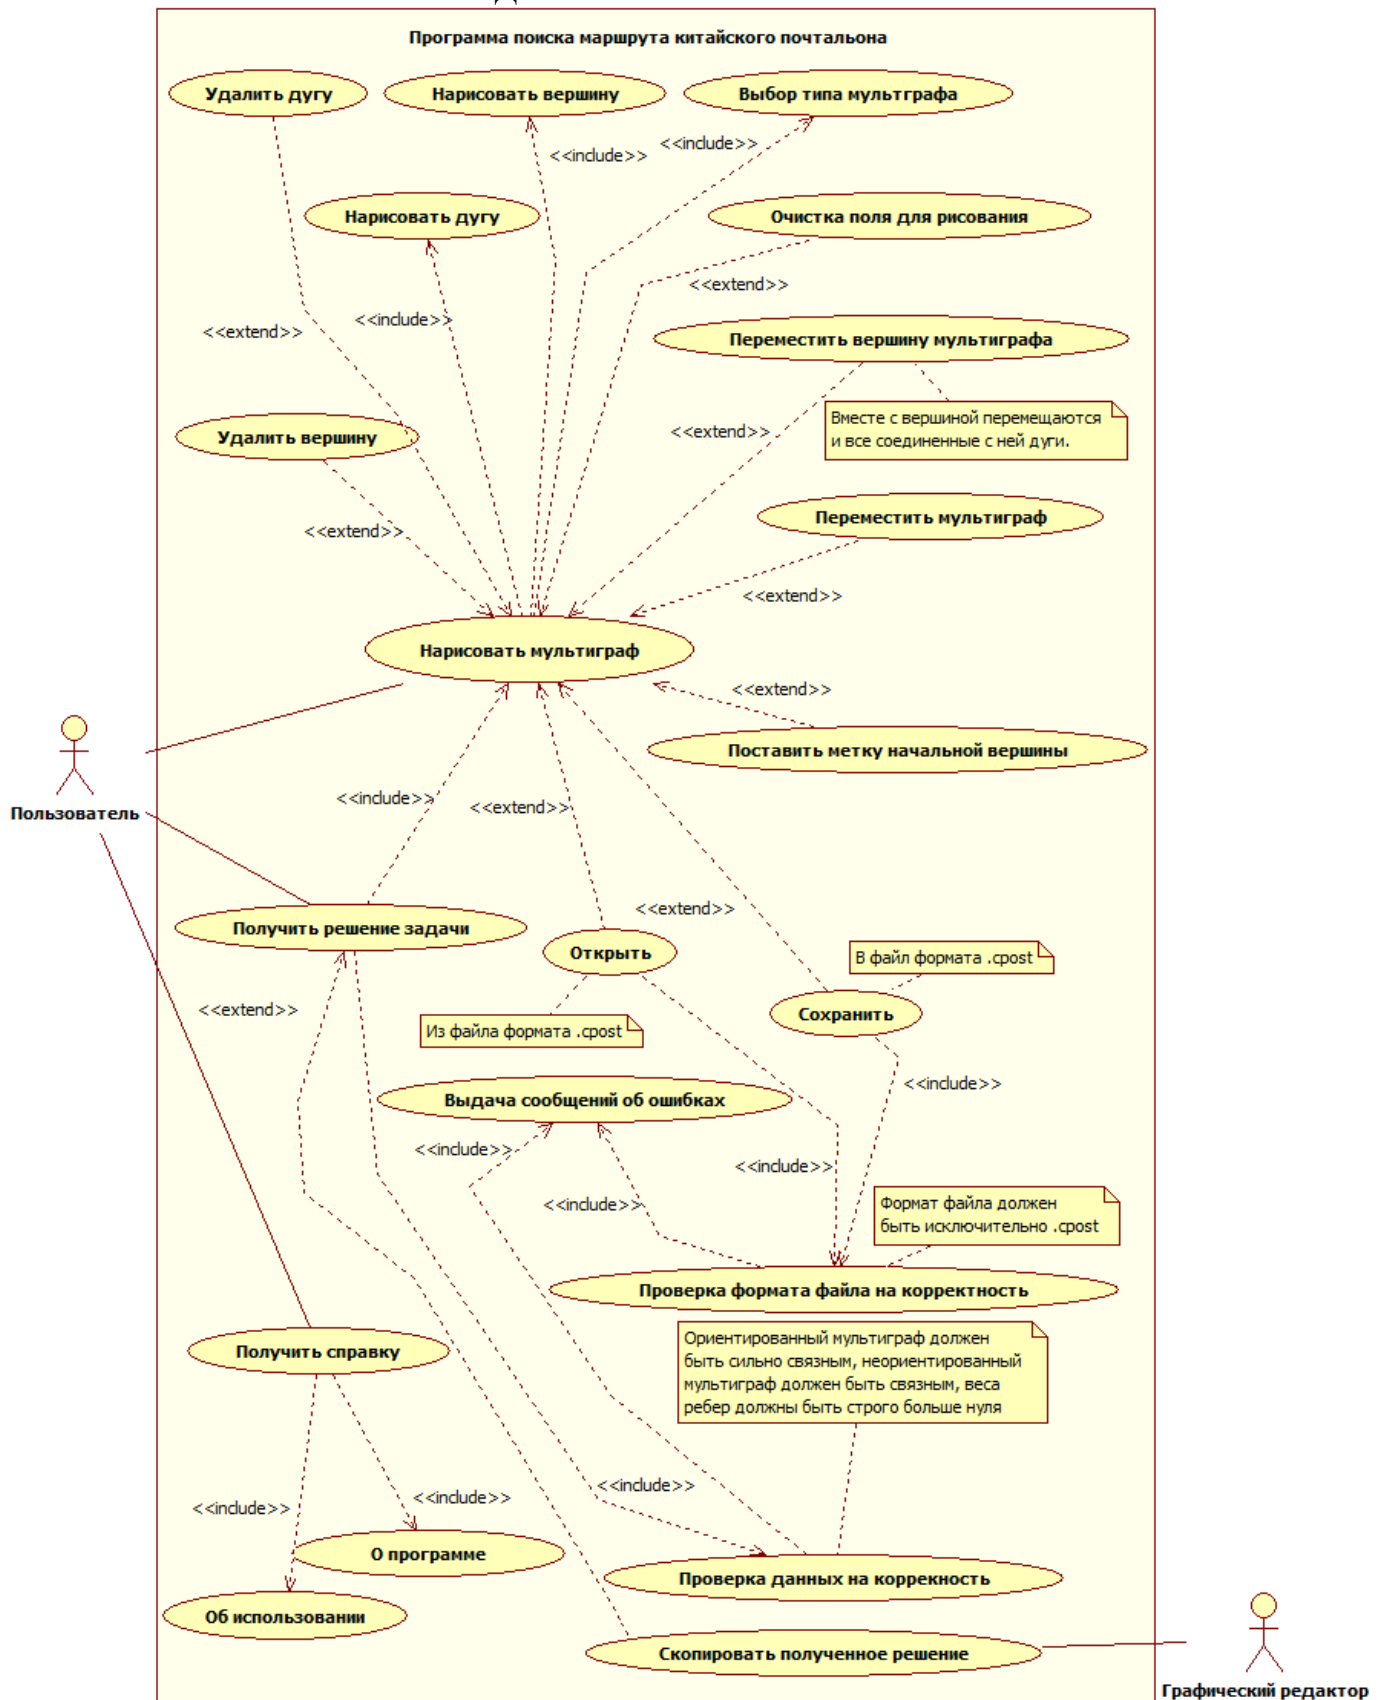 Д
Программа поиска маршрута китайского почтальона
Удалить дугу
Нарисовать вершину
Выбор типа мультграфа
<<include>>
<<include>>
Нарисовать дугу
Очистка поля для рисования
<<extend>>
<<extend>>
<<include>>
Переместить вершину мультиграфа
Вместе с вершиной перемещаются
и все соединенные с ней дуги.
<<extend>>
Удалить вершину
<<extend>>
Переместить мультиграф
<<extend>>
Нарисовать мультиграф
<<extend>>
Поставить метку начальной вершины
Пользователь
<<include>>
<<extend>>
<<extend>>
Получить решение задачи
Открыть
В файл формата .cpost
<<extend>>
Из файла формата .cpost
Сохранить
<<include>>
Выдача сообщений об ошибках
<<include>>
<<include>>
<<include>>
Формат файла должен
быть исключительно .cpost
Проверка формата файла на корректность
Ориентированный мультиграф должен
быть сильно связным, неориентированный
мультиграф должен быть связным, веса
ребер должны быть строго больше нуля
Получить справку
<<include>>
<<include>>
<<include>>
О программе
Проверка данных на коррекность
Об использовании
Скопировать полученное решение
Графический редактор